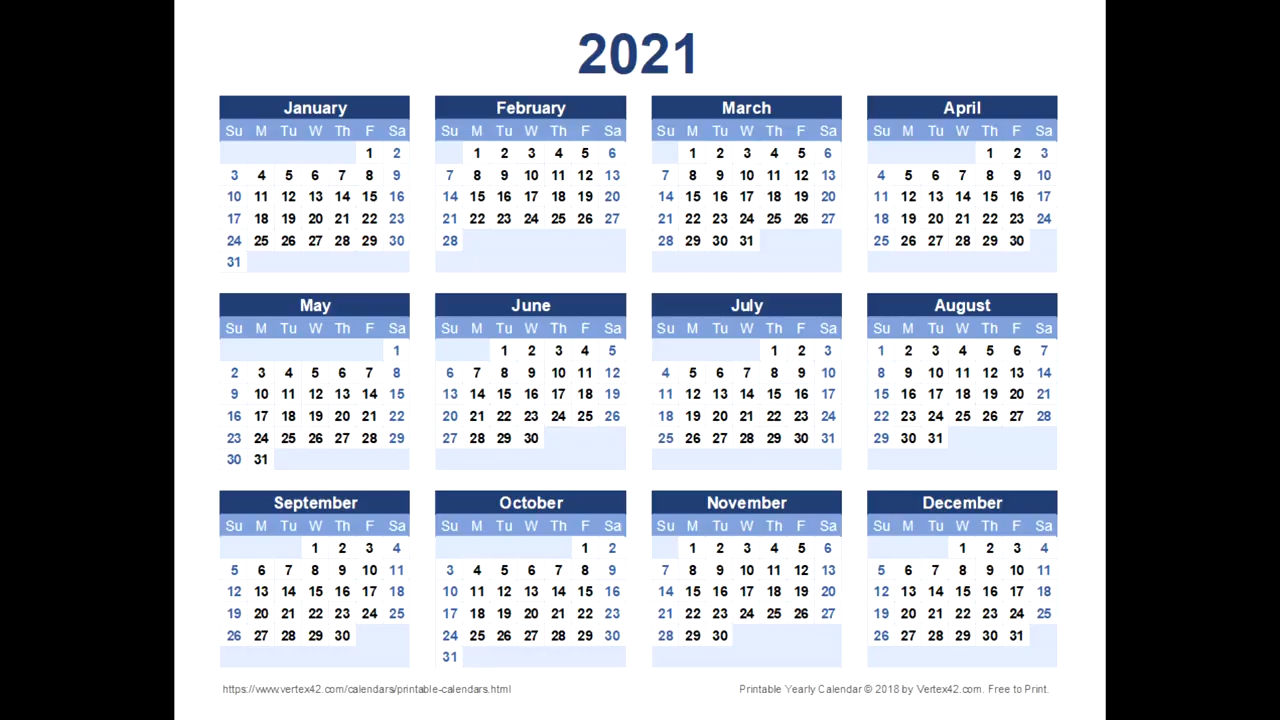 2021
January February March April
Su M Tu W Th F Sa Su M Tu W Th F Sa Su M Tu W Th F Sa Su M Tu W Th F Sa
1 2 1 2 3 4 5 6 1 2 3 4 5 6 1 2 3
3 4 5 6 7 8 9 7 8 9 10 11 12 13 7 8 9 10 11 12 13 4 5 6 7 8 9 10
10 11 12 13 14 15 16 14 15 16 17 18 19 20 14 15 16 17 18 19 20 11 12 13 14 15 16 17
17 18 19 20 21 22 23 21 22 23 24 25 26 27 21 22 23 24 25 26 27 18 19 20 21 22 23 24
24 25 26 27 28 29 30 28 28 29 30 31 25 26 27 28 29 30
31
May June July August
Su M Tu W Th F Sa Su M Tu W Th F Sa Su M Tu W Th F Sa Su M Tu W Th F Sa
1 1 2 3 4 5 1 2 3 1 2 3 4 5 6 7
2 3 4 5 6 7 8 6 7 8 9 10 11 12 4 5 6 7 8 9 10 8 9 10 11 12 13 14
9 10 11 12 13 14 15 13 14 15 16 17 18 19 11 12 13 14 15 16 17 15 16 17 18 19 20 21
16 17 18 19 20 21 22 20 21 22 23 24 25 26 18 19 20 21 22 23 24 22 23 24 25 26 27 28
23 24 25 26 27 28 29 27 28 29 30 25 26 27 28 29 30 31 29 30 31
30 31
September October November December
Su M Tu W Th F Sa Su M Tu W Th F Sa Su M Tu W Th F Sa Su M Tu W Th F Sa
1 2 3 4 1 2 1 2 3 4 5 6 1 2 3 4
5 6 7 8 9 10 11 3 4 5 6 7 8 9 7 8 9 10 11 12 13 5 6 7 8 9 10 11
12 13 14 15 16 17 18 10 11 12 13 14 15 16 14 15 16 17 18 19 20 12 13 14 15 16 17 18
19 20 21 22 23 24 25 17 18 19 20 21 22 23 21 22 23 24 25 26 27 19 20 21 22 23 24 25
26 27 28 29 30 24 25 26 27 28 29 30 28 29 30 26 27 28 29 30 31
31
https://www.vertex42.com/calendars/printable-calendars.html Printable Yearly Calendar © 2018 by Vertex42.com. Free to Print.